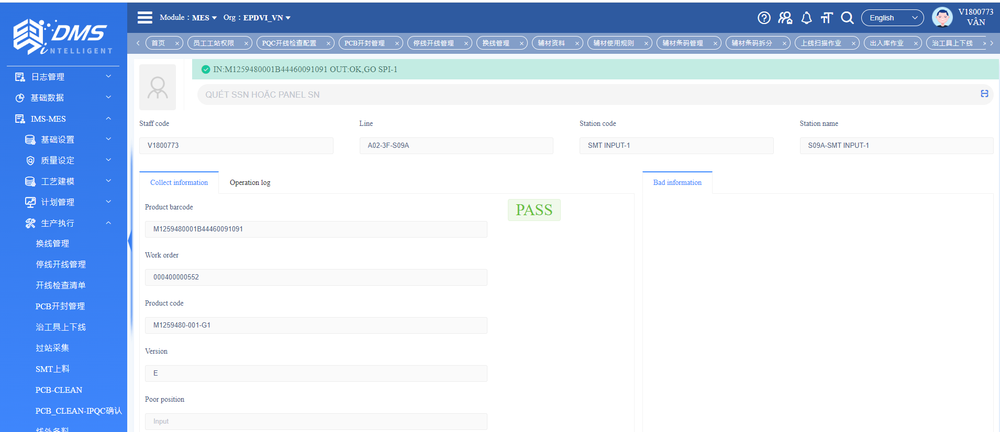 DMS
iNTELLIGENT
Module：MES Org：EPDVI_VN
English
V1800773
VÂN
首页 × 员工工站权限 × PQC开线检查配置 × PCB开封管理 × 停线开线管理 × 换线管理 × 辅材资料 × 辅材使用规则 × 辅材条码管理 × 辅材条码拆分 × 上线扫描作业 × 出入库作业 × 治工具上下线 ×
日志管理
基础数据
IMS-MES
基础设置
质量设定
工艺建模
计划管理
生产执行
换线管理
停线开线管理
开线检查清单
PCB开封管理
治工具上下线
过站采集
SMT上料
PCB-CLEAN
PCB_CLEAN-IPQC确认
线外备料
IN:M1259480001B44460091091 OUT:OK,GO SPI-1
QUÉT SSN HOẶC PANEL SN
Staff code Line Station code Station name
V1800773 A02-3F-S09A SMT INPUT-1 S09A-SMT INPUT-1
Collect information Operation log Bad information
Product barcode
PASS
M1259480001B44460091091
Work order
000400000552
Product code
M1259480-001-G1
Version
E
Poor position
Input